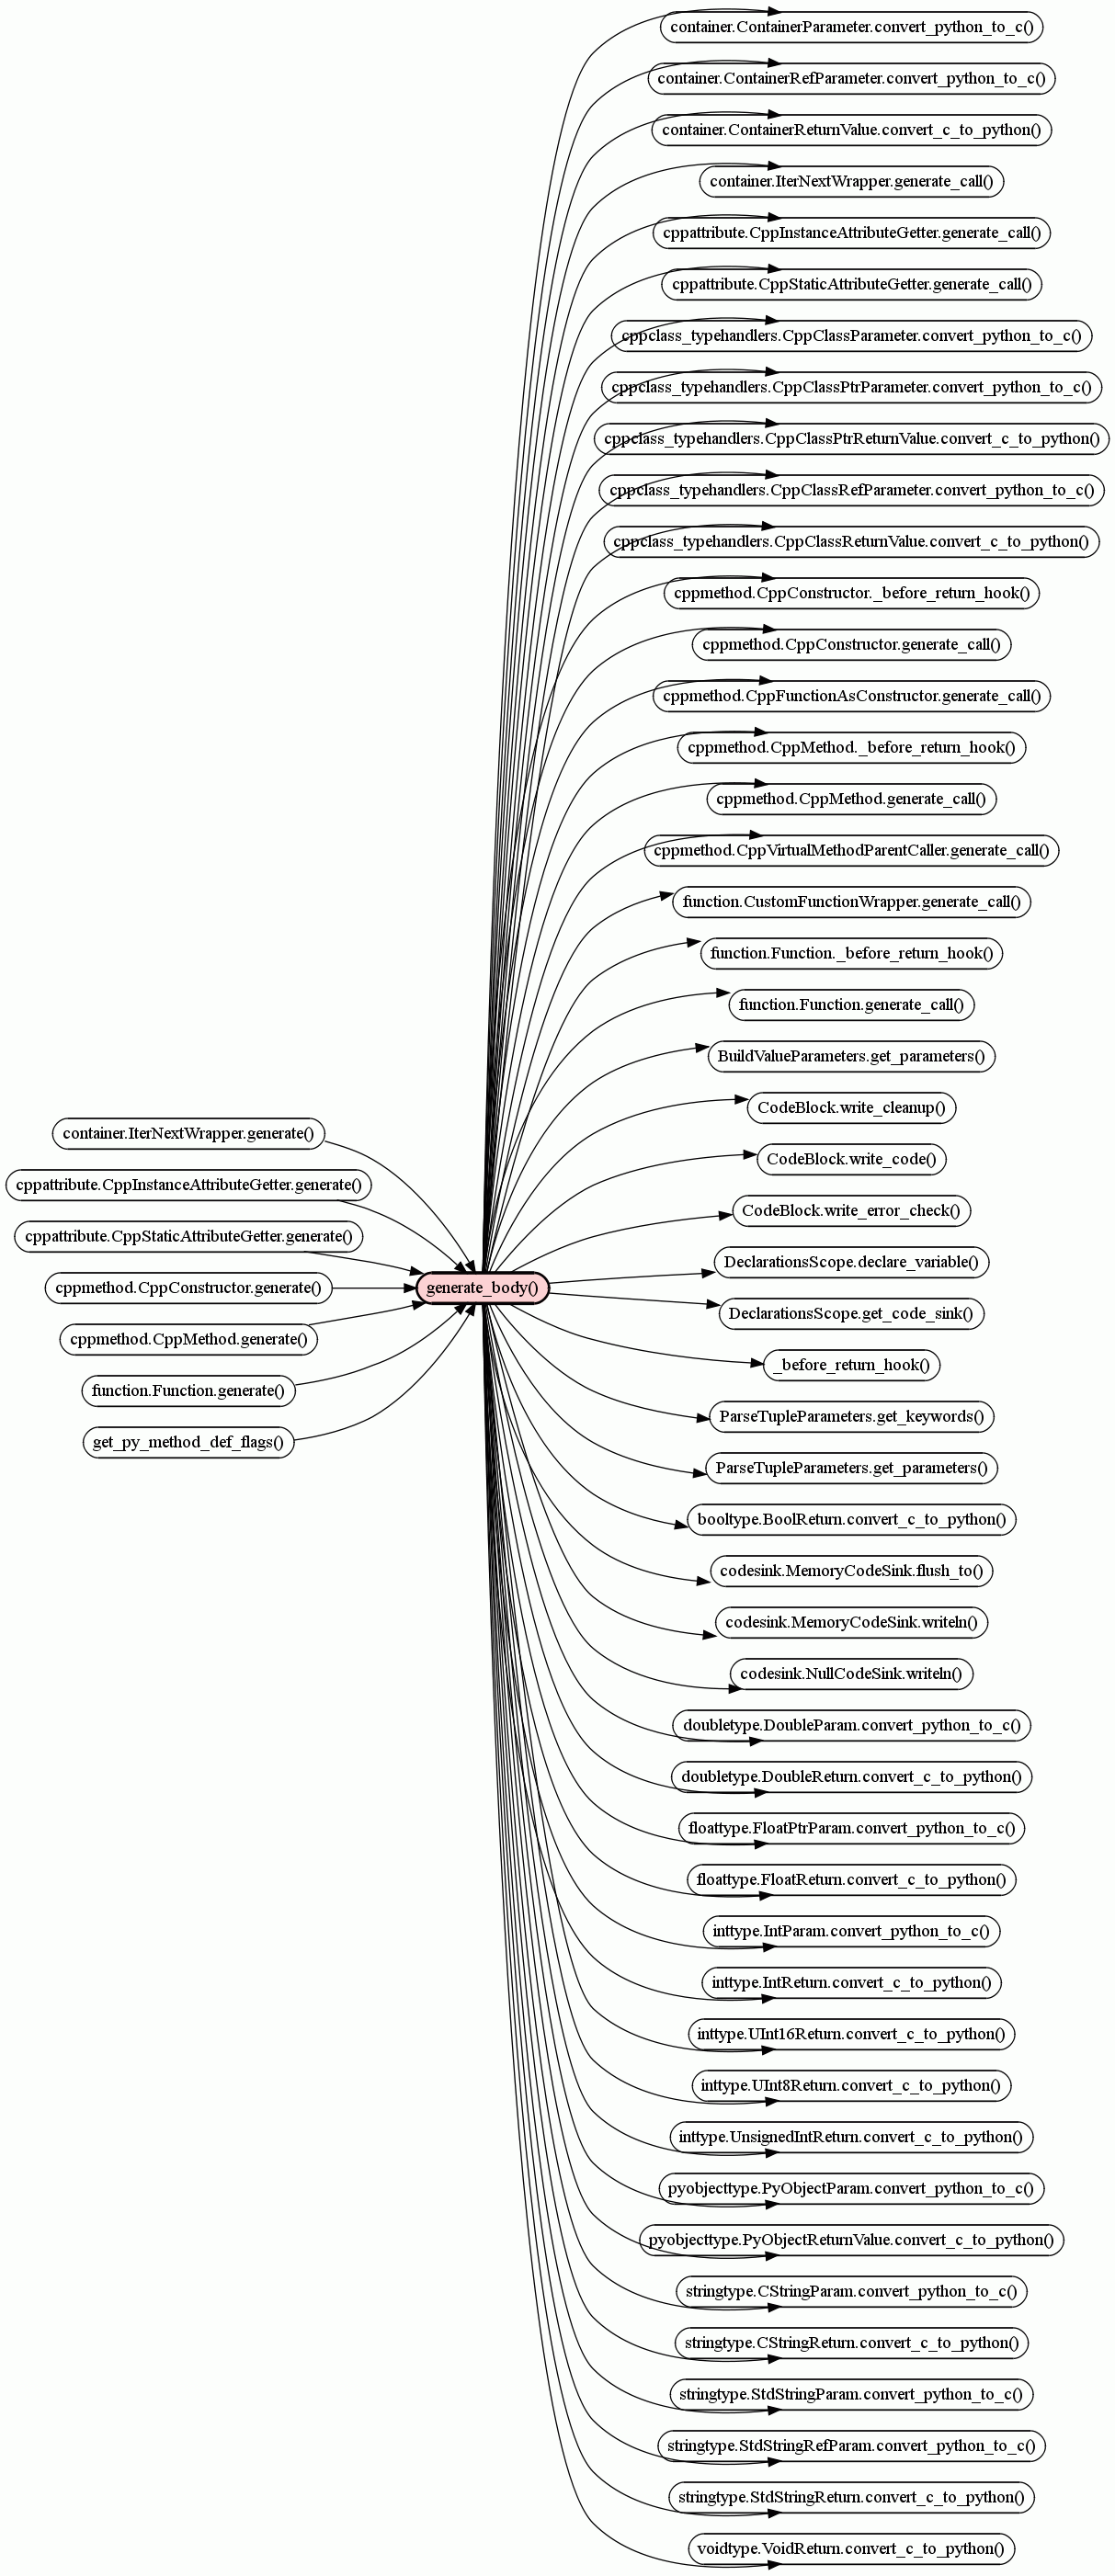 container.ContainerParameter.convert_python_to_c()
container.ContainerRefParameter.convert_python_to_c()
container.ContainerReturnValue.convert_c_to_python()
container.IterNextWrapper.generate_call()
cppattribute.CppInstanceAttributeGetter.generate_call()
cppattribute.CppStaticAttributeGetter.generate_call()
cppclass_typehandlers.CppClassParameter.convert_python_to_c()
cppclass_typehandlers.CppClassPtrParameter.convert_python_to_c()
cppclass_typehandlers.CppClassPtrReturnValue.convert_c_to_python()
cppclass_typehandlers.CppClassRefParameter.convert_python_to_c()
cppclass_typehandlers.CppClassReturnValue.convert_c_to_python()
cppmethod.CppConstructor._before_return_hook()
cppmethod.CppConstructor.generate_call()
cppmethod.CppFunctionAsConstructor.generate_call()
cppmethod.CppMethod._before_return_hook()
cppmethod.CppMethod.generate_call()
cppmethod.CppVirtualMethodParentCaller.generate_call()
function.CustomFunctionWrapper.generate_call()
function.Function._before_return_hook()
function.Function.generate_call()
BuildValueParameters.get_parameters()
CodeBlock.write_cleanup()
container.IterNextWrapper.generate()
CodeBlock.write_code()
cppattribute.CppInstanceAttributeGetter.generate()
CodeBlock.write_error_check()
cppattribute.CppStaticAttributeGetter.generate()
DeclarationsScope.declare_variable()
cppmethod.CppConstructor.generate()
generate_body()
DeclarationsScope.get_code_sink()
cppmethod.CppMethod.generate()
_before_return_hook()
function.Function.generate()
ParseTupleParameters.get_keywords()
get_py_method_def_flags()
ParseTupleParameters.get_parameters()
booltype.BoolReturn.convert_c_to_python()
codesink.MemoryCodeSink.flush_to()
codesink.MemoryCodeSink.writeln()
codesink.NullCodeSink.writeln()
doubletype.DoubleParam.convert_python_to_c()
doubletype.DoubleReturn.convert_c_to_python()
floattype.FloatPtrParam.convert_python_to_c()
floattype.FloatReturn.convert_c_to_python()
inttype.IntParam.convert_python_to_c()
inttype.IntReturn.convert_c_to_python()
inttype.UInt16Return.convert_c_to_python()
inttype.UInt8Return.convert_c_to_python()
inttype.UnsignedIntReturn.convert_c_to_python()
pyobjecttype.PyObjectParam.convert_python_to_c()
pyobjecttype.PyObjectReturnValue.convert_c_to_python()
stringtype.CStringParam.convert_python_to_c()
stringtype.CStringReturn.convert_c_to_python()
stringtype.StdStringParam.convert_python_to_c()
stringtype.StdStringRefParam.convert_python_to_c()
stringtype.StdStringReturn.convert_c_to_python()
voidtype.VoidReturn.convert_c_to_python()